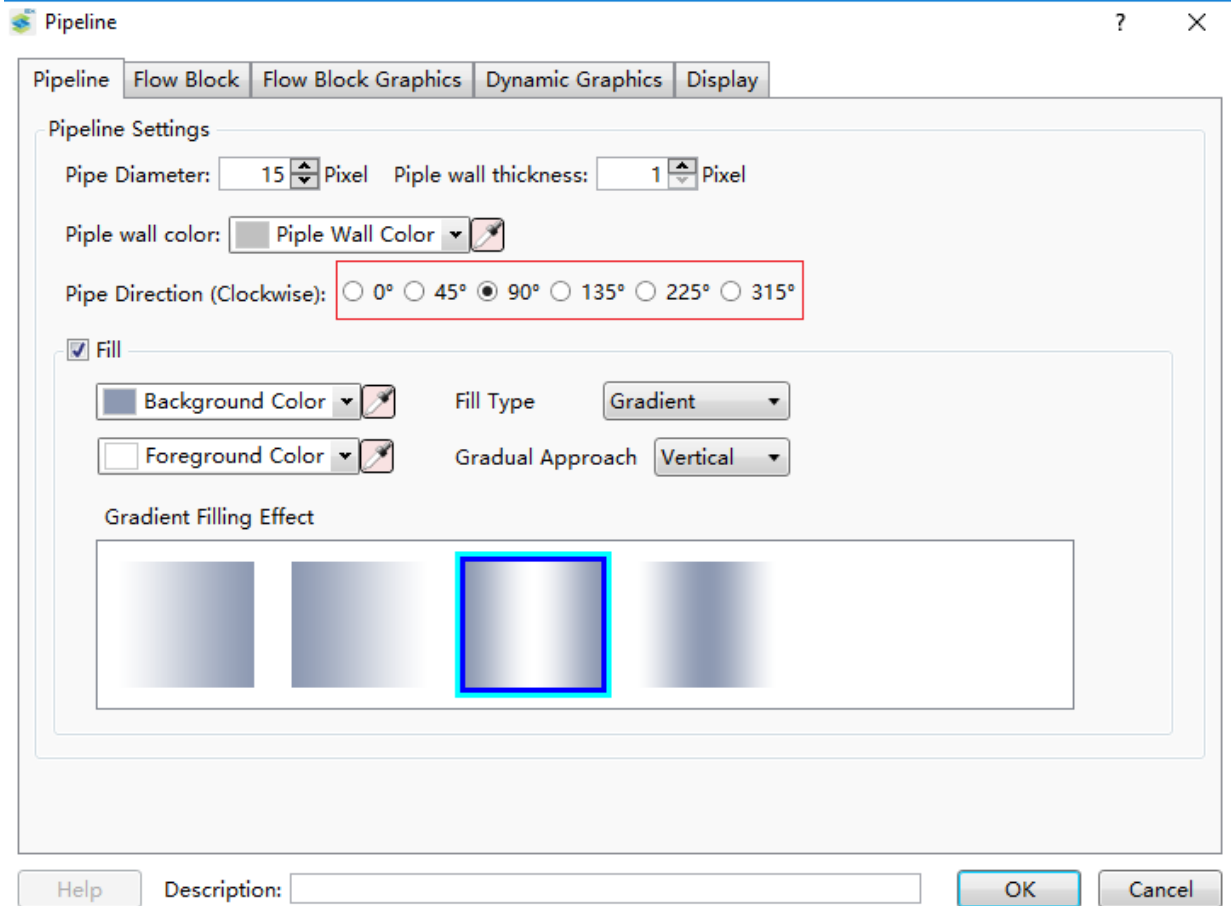 Pipeline
?
Pipeline Flow Block Flow Block Graphics Dynamic Graphics Display
Pipeline Settings
Pipe Diameter: 15 Pixel Piple wall thickness: 1 Pixel
Piple wall color: Piple Wall Color
Pipe Direction (Clockwise): 0° 45° 90° 135° 225° 315°
Fill
Background Color Fill Type Gradient
Foreground Color Gradual Approach Vertical
Gradient Filling Effect
Help Description: OK Cancel